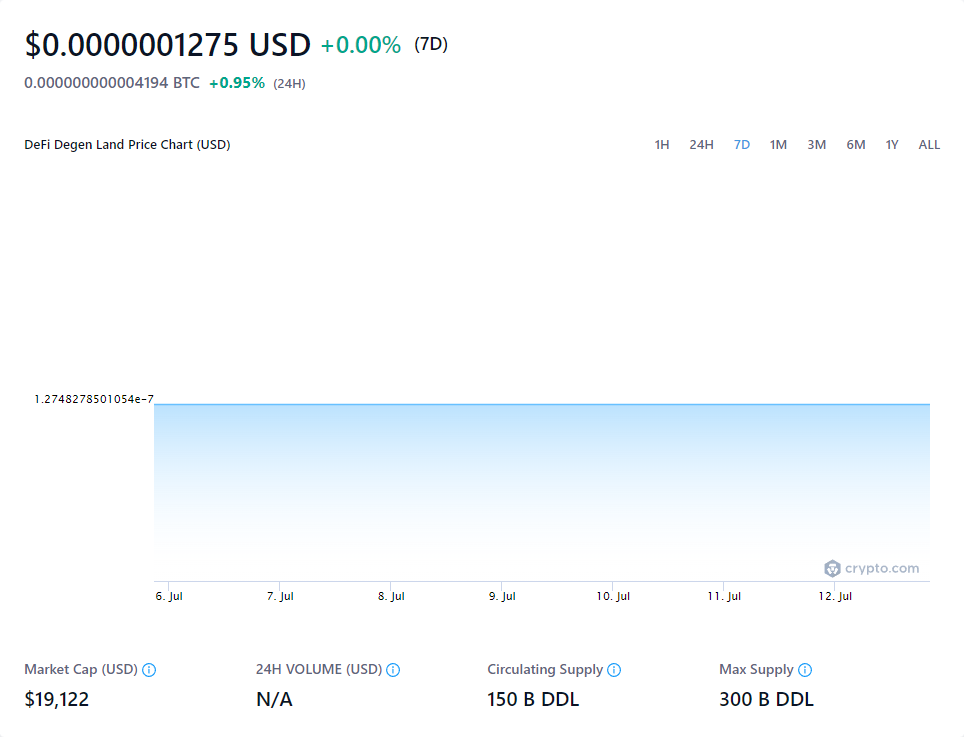 $0.0000001275 USD +0.00% (7D)
0.000000000004194 BTC +0.95% (24H)
DeFi Degen Land Price Chart (USD) 1H 24H 7D 1M 3M 6M 1Y ALL
1.2748278501054e-7
crypto.com
6. Jul 7. Jul 8. Jul 9. Jul 10. Jul 11. Jul 12. Jul
Market Cap (USD) 24H VOLUME (USD) Circulating Supply Max Supply
$19,122 N/A 150 B DDL 300 B DDL